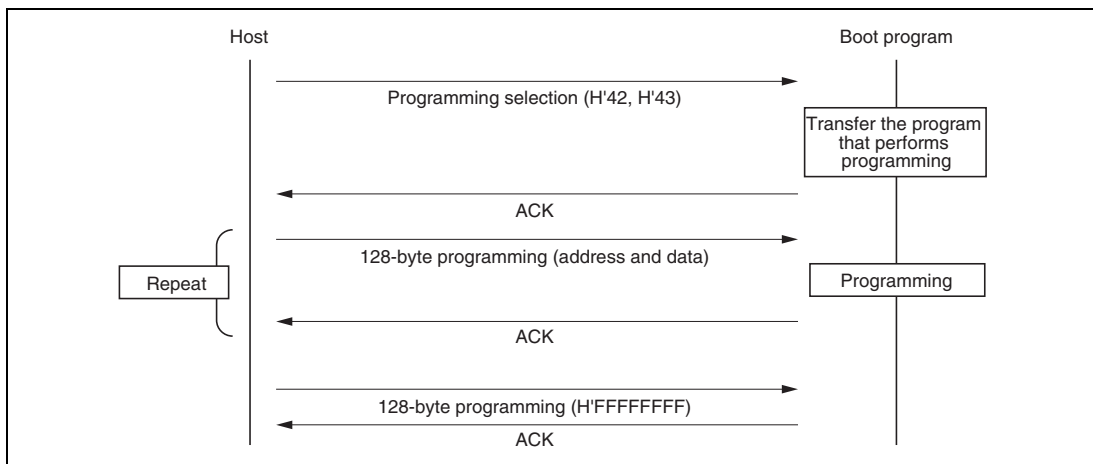 Host
Boot program
Programming selection (H'42, H'43)
Transfer the program
that performs
programming
ACK
128-byte programming (address and data)
Repeat
Programming
ACK
128-byte programming (H'FFFFFFFF)
ACK